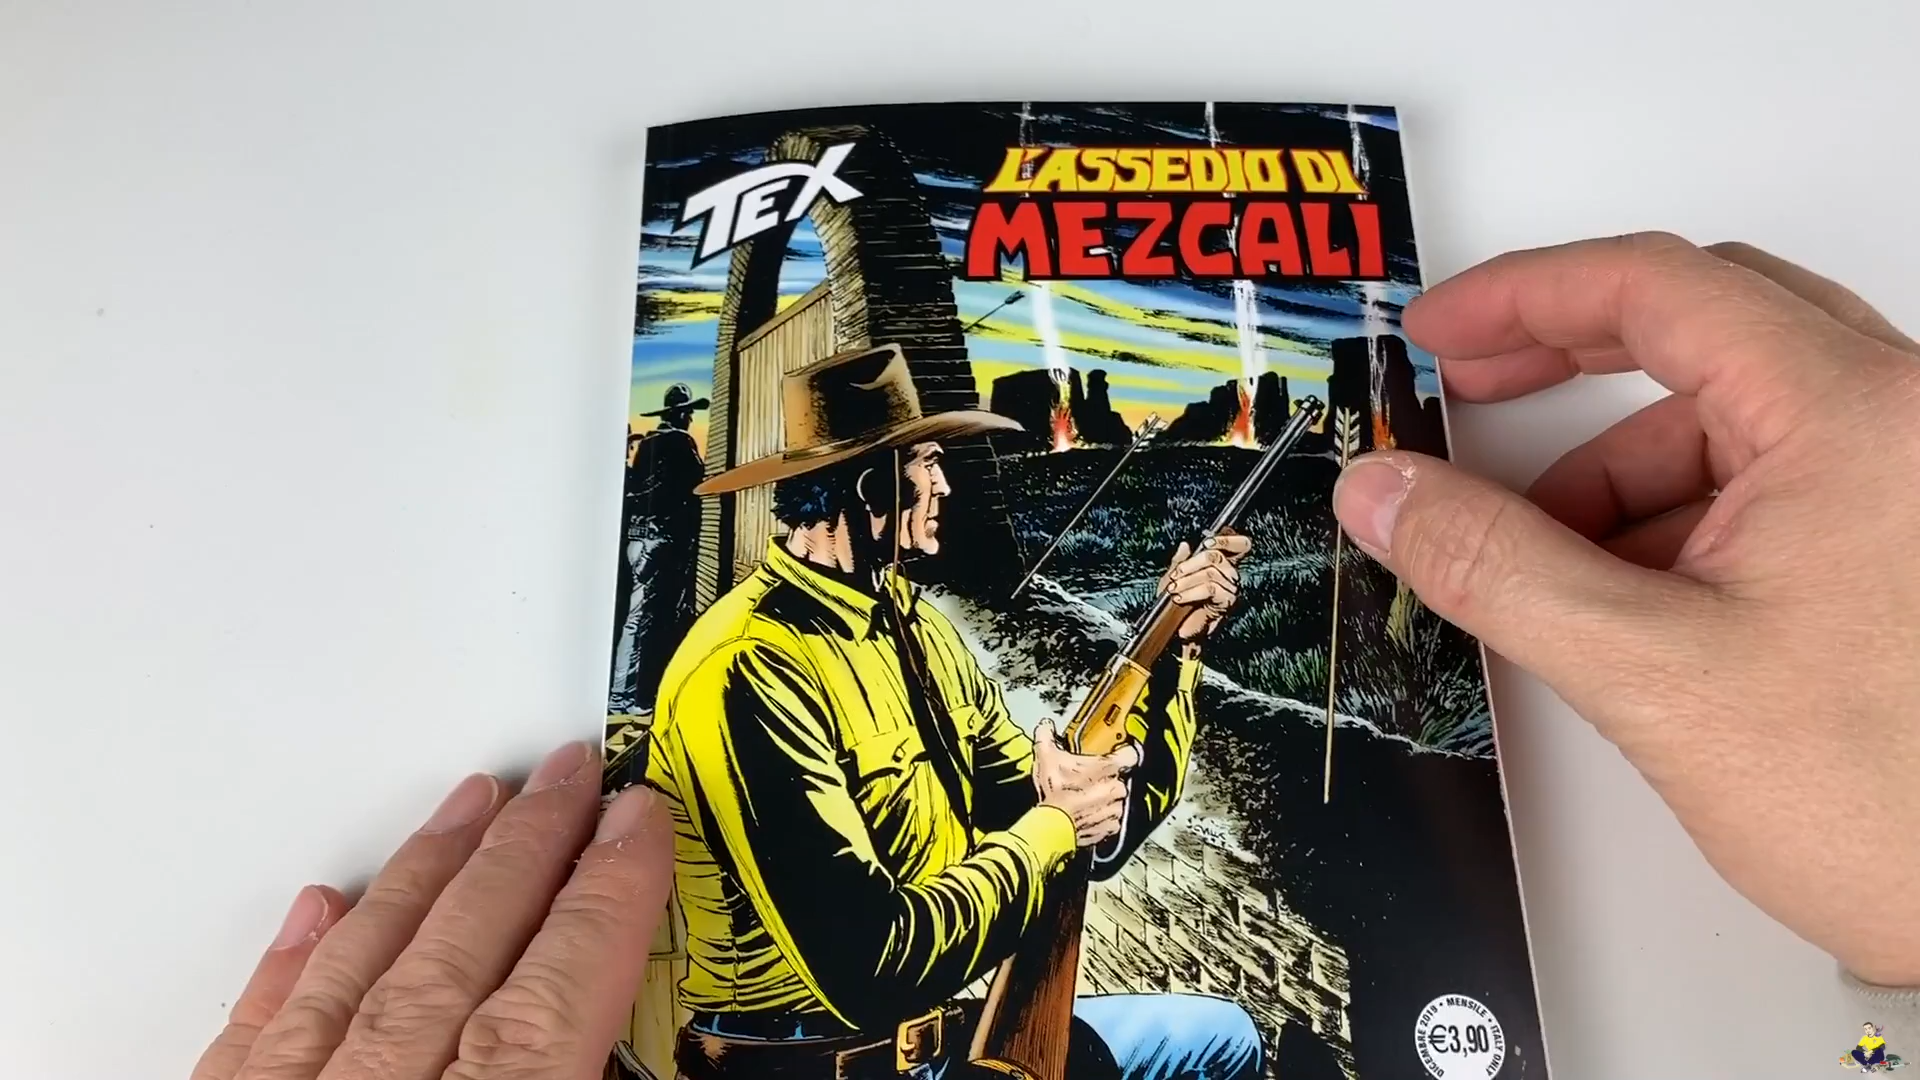 TEX
L'ASSEDIO DI
MEZCALI
DICEMBRE 2019 • MENSILE • ITALY ONLY
€3,90